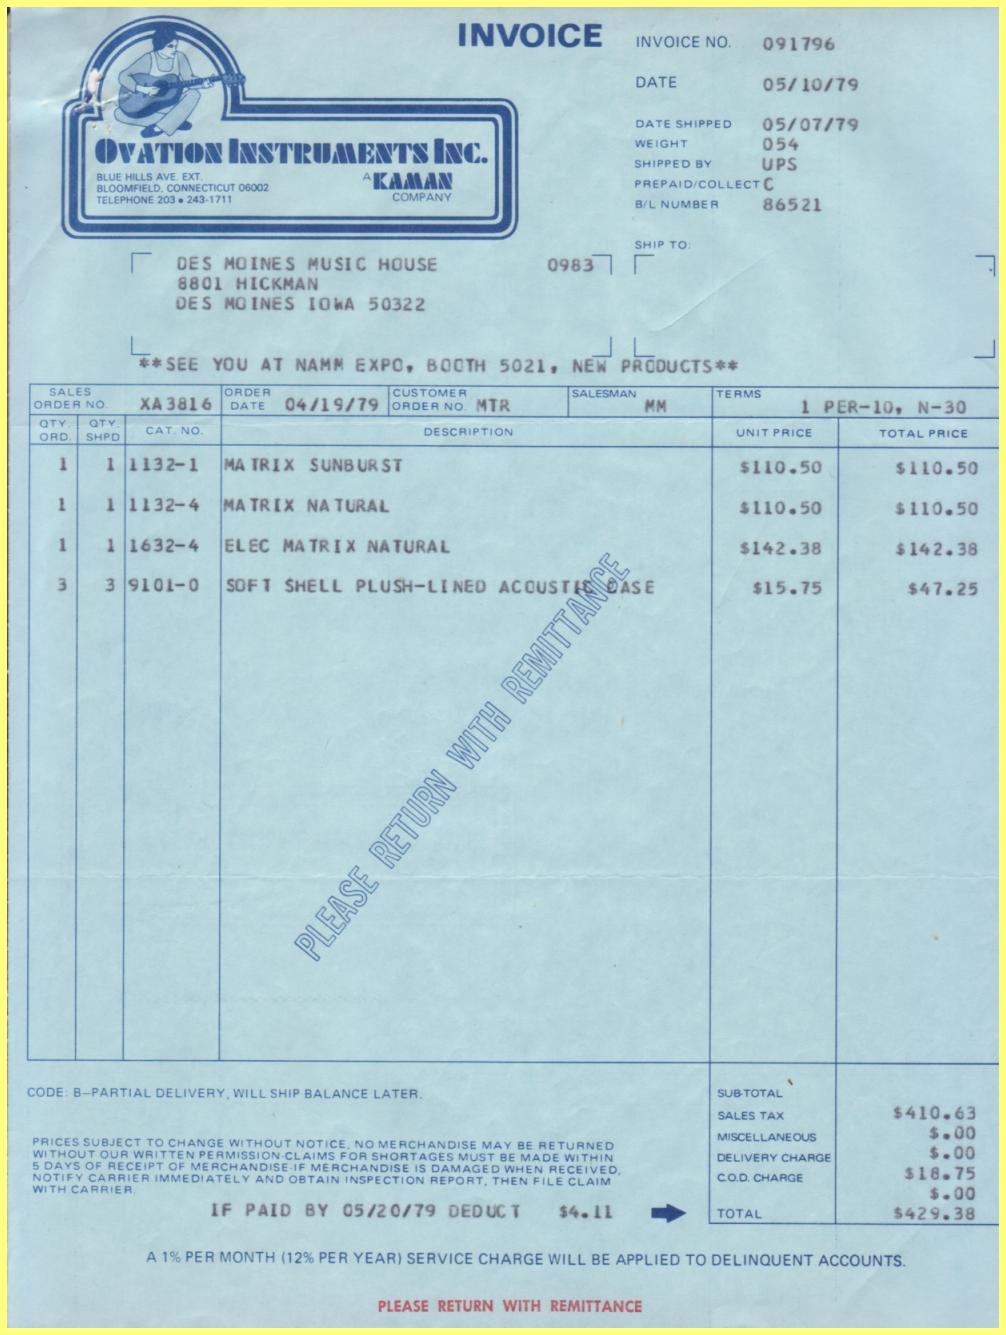 INVOICE
INVOICE NO. 091796
DATE 05/10/79
DATE SHIPPED 05/07/79
WEIGHT 054
SHIPPED BY UPS
PREPAID/COLLECT C
B/L NUMBER 86521
OVATION INSTRUMENTS INC.
BLUE HILLS AVE. EXT.
BLOOMFIELD, CONNECTICUT 06002
TELEPHONE 203 • 243-1711
A KAMAN
COMPANY
SHIP TO:
DES MOINES MUSIC HOUSE 0983
8801 HICKMAN
DES MOINES IOWA 50322
**SEE YOU AT NAMM EXPO, BOOTH 5021, NEW PRODUCTS**
SALES ORDER NO. XA3816 ORDER DATE 04/19/79 CUSTOMER ORDER NO. MTR SALESMAN MM TERMS 1 PER-10, N-30
QTY. ORD. QTY. SHPD CAT. NO. DESCRIPTION UNIT PRICE TOTAL PRICE
1 1 1132-1 MATRIX SUNBURST $110.50 $110.50
1 1 1132-4 MATRIX NATURAL $110.50 $110.50
1 1 1632-4 ELEC MATRIX NATURAL $142.38 $142.38
3 3 9101-0 SOFT SHELL PLUSH-LINED ACOUSTIC CASE $15.75 $47.25
PLEASE RETURN WITH REMITTANCE
CODE: B-PARTIAL DELIVERY, WILL SHIP BALANCE LATER.
SUB-TOTAL $410.63
SALES TAX $.00
MISCELLANEOUS $.00
DELIVERY CHARGE $18.75
C.O.D. CHARGE $.00
TOTAL $429.38
PRICES SUBJECT TO CHANGE WITHOUT NOTICE, NO MERCHANDISE MAY BE RETURNED
WITHOUT OUR WRITTEN PERMISSION-CLAIMS FOR SHORTAGES MUST BE MADE WITHIN
5 DAYS OF RECEIPT OF MERCHANDISE-IF MERCHANDISE IS DAMAGED WHEN RECEIVED,
NOTIFY CARRIER IMMEDIATELY AND OBTAIN INSPECTION REPORT, THEN FILE CLAIM
WITH CARRIER.
IF PAID BY 05/20/79 DEDUCT $4.11
A 1% PER MONTH (12% PER YEAR) SERVICE CHARGE WILL BE APPLIED TO DELINQUENT ACCOUNTS.
PLEASE RETURN WITH REMITTANCE